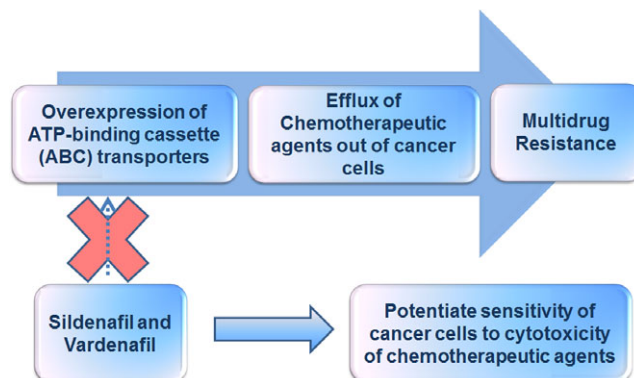 Overexpression of
ATP-binding cassette
(ABC) transporters
Efflux of
Chemotherapeutic
agents out of cancer
cells
Multidrug
Resistance
Sildenafil and
Vardenafil
Potentiate sensitivity of
cancer cells to cytotoxicity
of chemotherapeutic agents